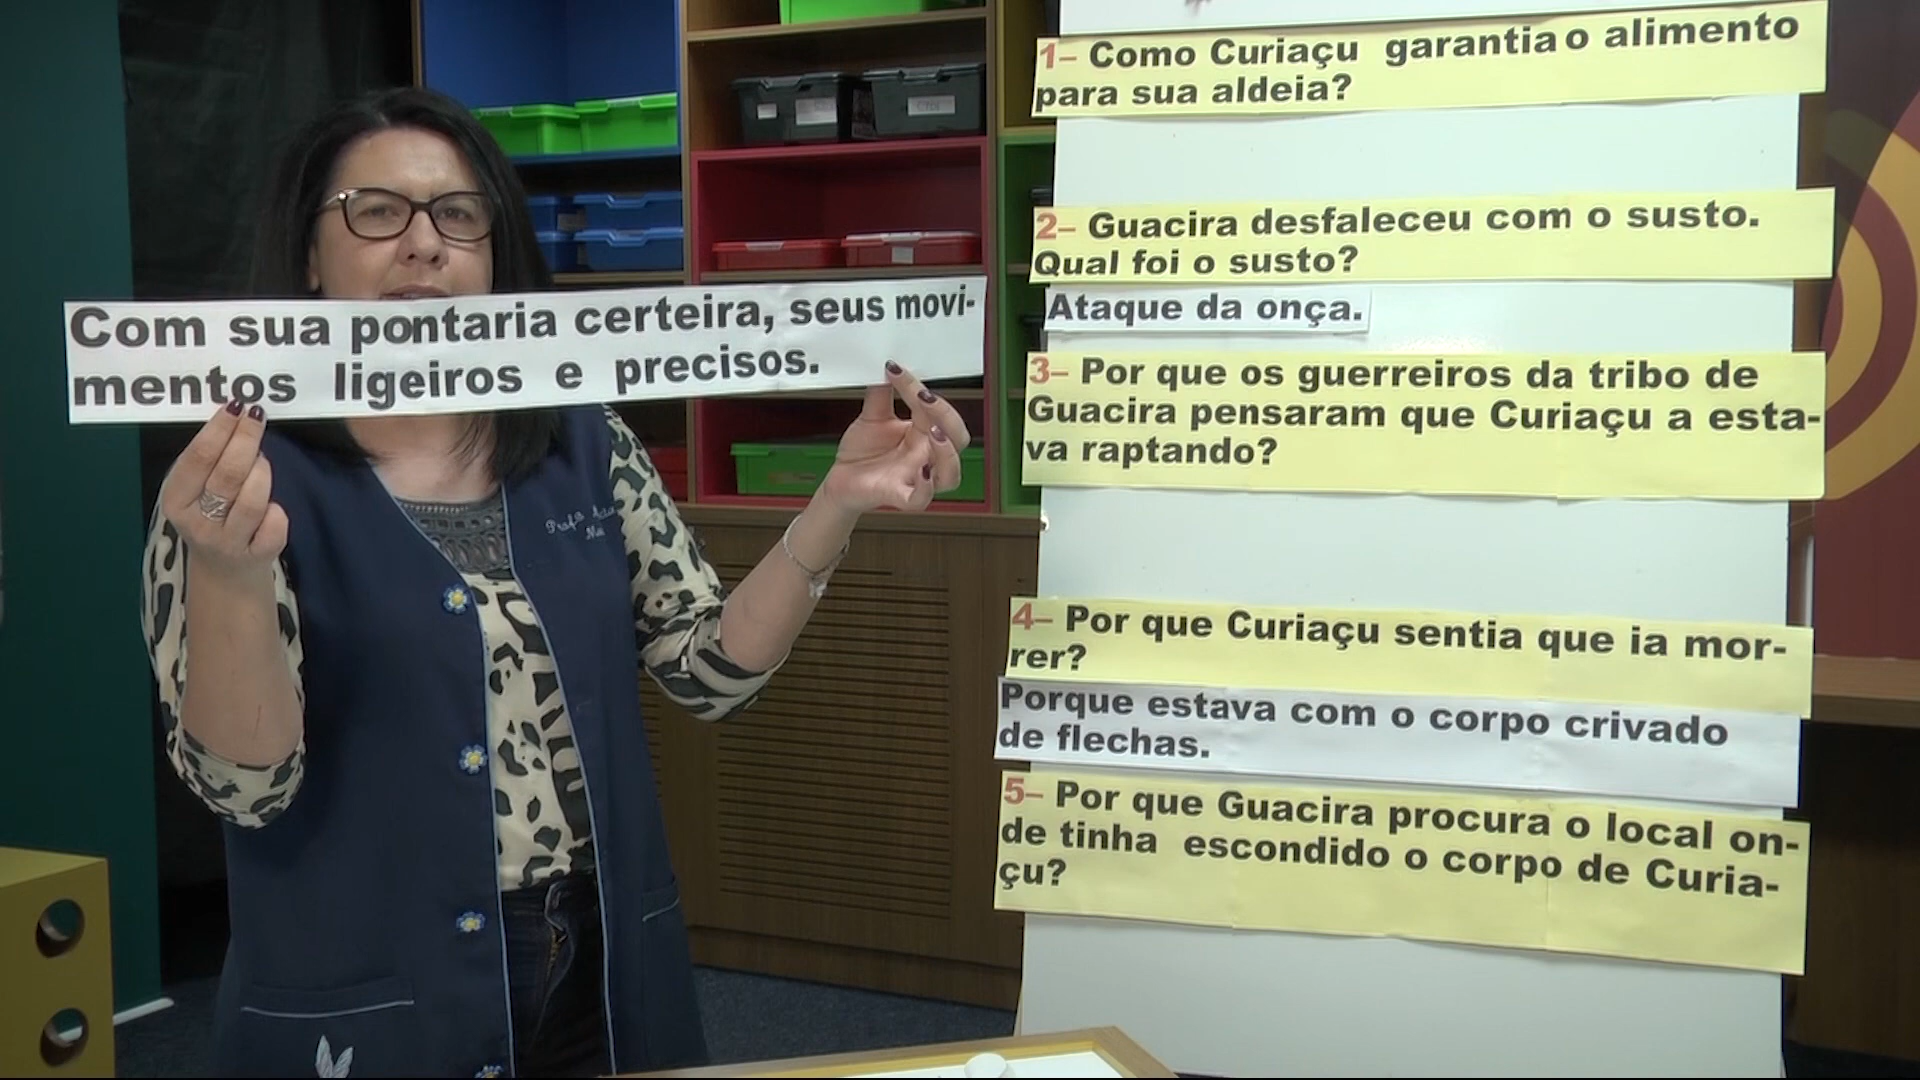 Com sua pontaria certeira, seus movi-
mentos ligeiros e precisos.
1– Como Curiaçu garantia o alimento
para sua aldeia?
2– Guacira desfaleceu com o susto.
Qual foi o susto?
Ataque da onça.
3– Por que os guerreiros da tribo de
Guacira pensaram que Curiaçu a esta-
va raptando?
4– Por que Curiaçu sentia que ia mor-
rer?
Porque estava com o corpo crivado
de flechas.
5– Por que Guacira procura o local on-
de tinha escondido o corpo de Curia-
çu?